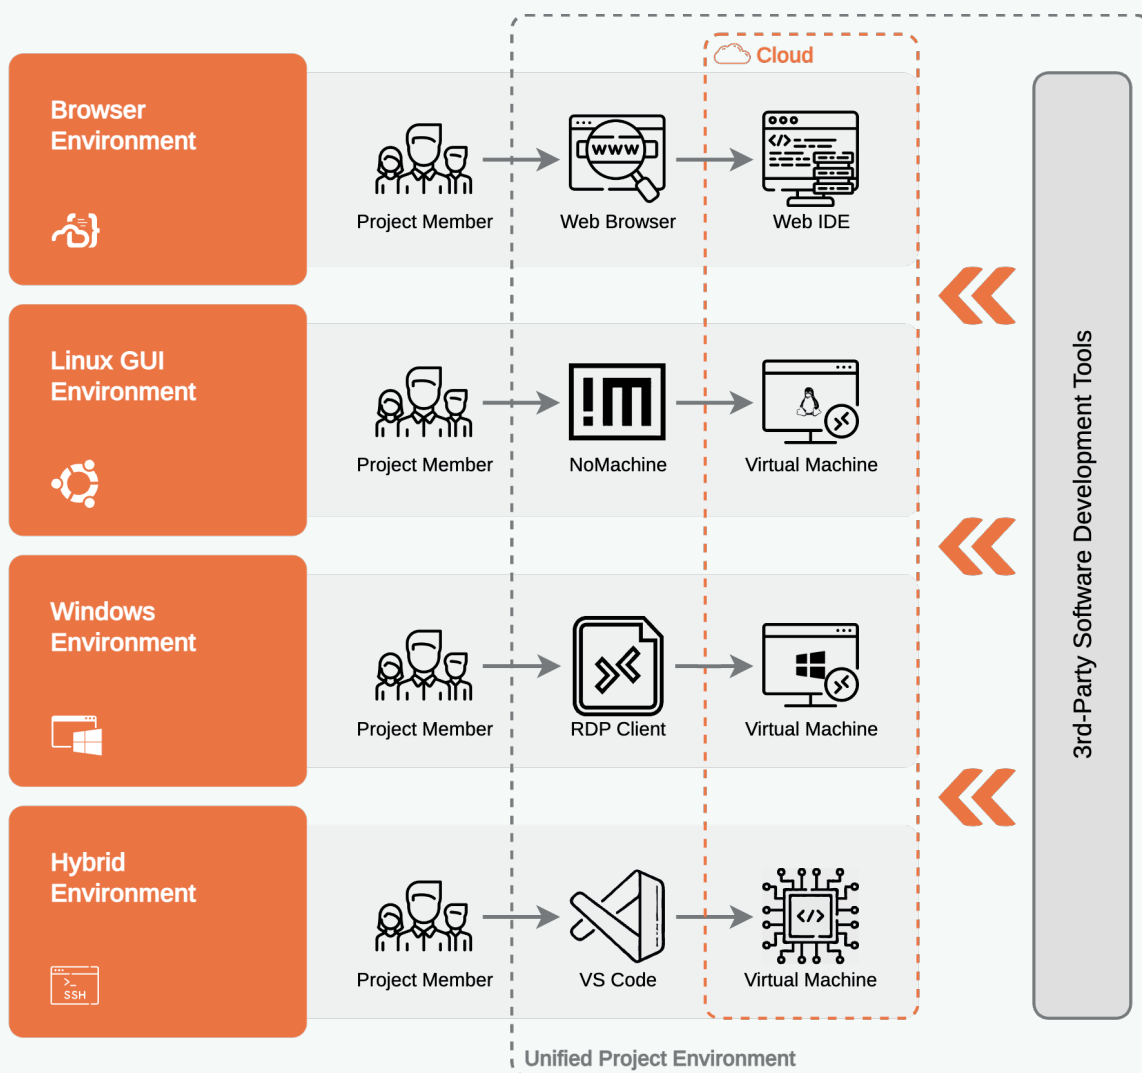 Cloud
Browser
Environment
www
</>
Project Member
Web Browser
Web IDE
Linux GUI
Environment
!m
Project Member
NoMachine
Virtual Machine
Windows
Environment
Project Member
RDP Client
Virtual Machine
Hybrid
Environment
>_
SSH
</>
Project Member
VS Code
Virtual Machine
3rd-Party Software Development Tools
Unified Project Environment